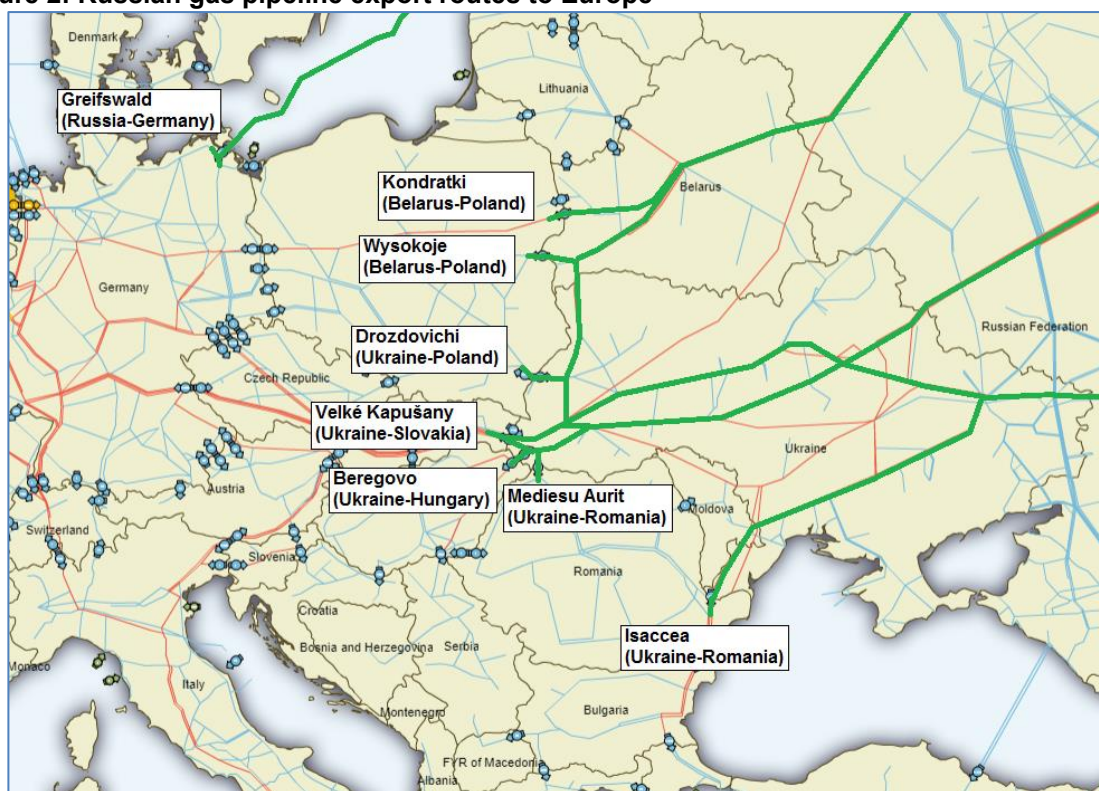 Russian gas pipeline export routes to Europe
Denmark
Lithuania
Greifswald
(Russia-Germany)
Kondratki
(Belarus-Poland)
Belarus
Wysokoje
(Belarus-Poland)
Germany
Drozdovichi
(Ukraine-Poland)
Russian Federation
Czech Republic
Velké Kapušany
(Ukraine-Slovakia)
Ukraine
Beregovo
(Ukraine-Hungary)
Mediesu Aurit
(Ukraine-Romania)
Austria
Moldova
Switzerland
Slovenia
Romania
Croatia
Isaccea
(Ukraine-Romania)
Bosnia and Herzegovina
Serbia
Monaco
Italy
Montenegro
Bulgaria
FYR of Macedonia
Albania